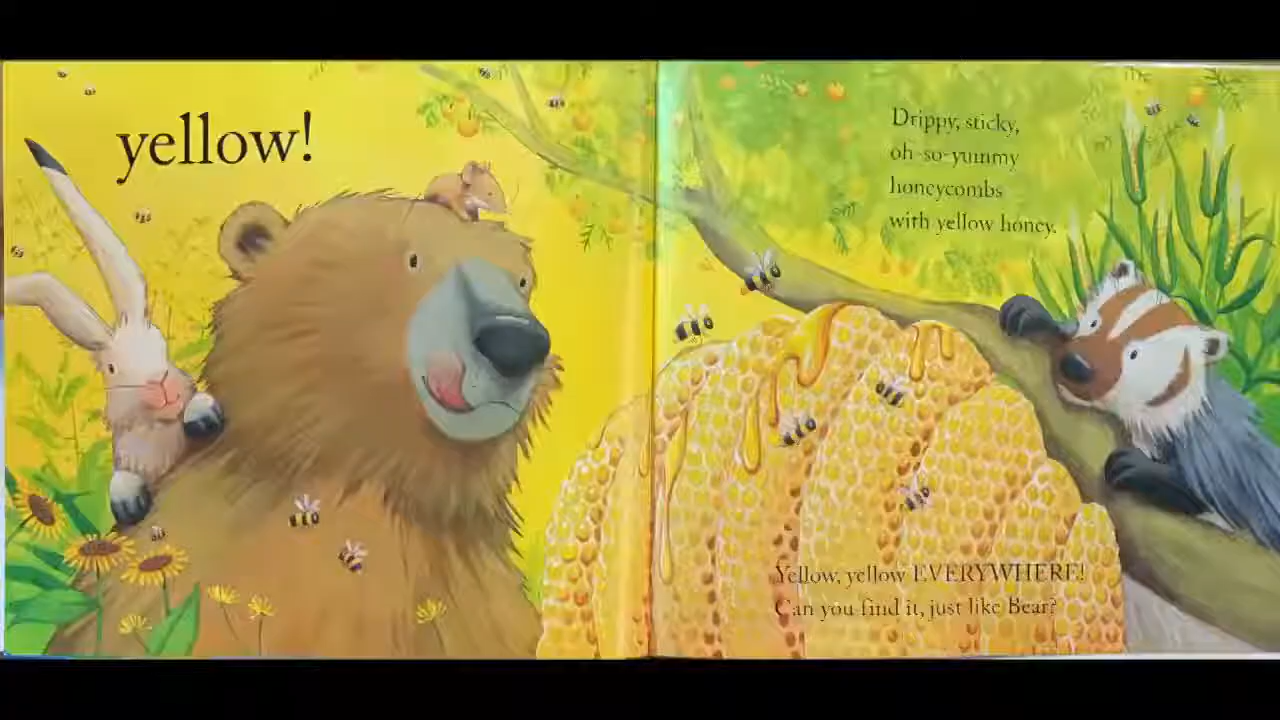 yellow!
Drippy, sticky,
oh-so-yummy
honeycombs
with yellow honey.
Yellow, yellow EVERYWHERE!
Can you find it, just like Bear?